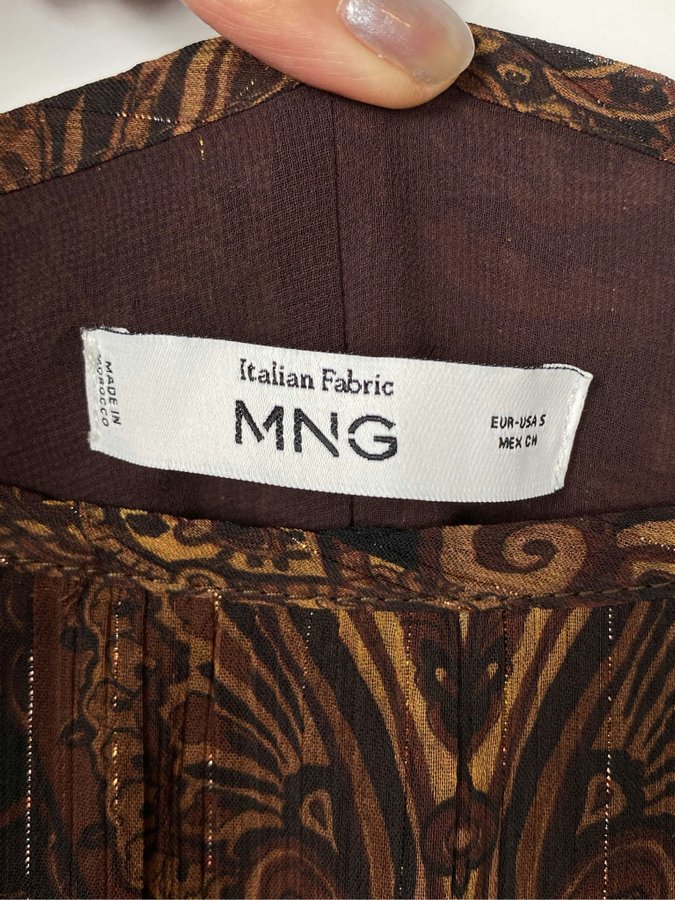 MADE IN
MOROCCO
Italian Fabric
MNG
EUR-USA S
MEX CH